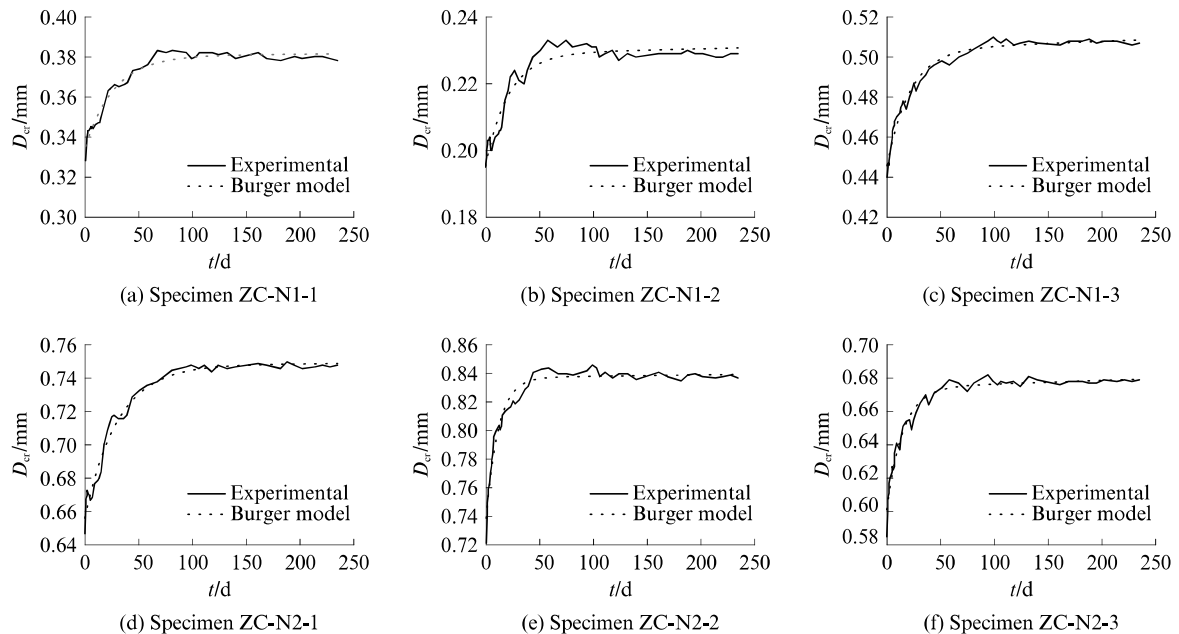 0.40
0.38
0.36
0.34
0.32
0.30
D_cr/mm
Experimental
Burger model
0 50 100 150 200 250
t/d
(a) Specimen ZC-N1-1
0.24
0.22
0.20
0.18
D_cr/mm
Experimental
Burger model
0 50 100 150 200 250
t/d
(b) Specimen ZC-N1-2
0.52
0.50
0.48
0.46
0.44
0.42
D_cr/mm
Experimental
Burger model
0 50 100 150 200 250
t/d
(c) Specimen ZC-N1-3
0.76
0.74
0.72
0.70
0.68
0.66
0.64
D_cr/mm
Experimental
Burger model
0 50 100 150 200 250
t/d
(d) Specimen ZC-N2-1
0.86
0.84
0.82
0.80
0.78
0.76
0.74
0.72
D_cr/mm
Experimental
Burger model
0 50 100 150 200 250
t/d
(e) Specimen ZC-N2-2
0.70
0.68
0.66
0.64
0.62
0.60
0.58
D_cr/mm
Experimental
Burger model
0 50 100 150 200 250
t/d
(f) Specimen ZC-N2-3